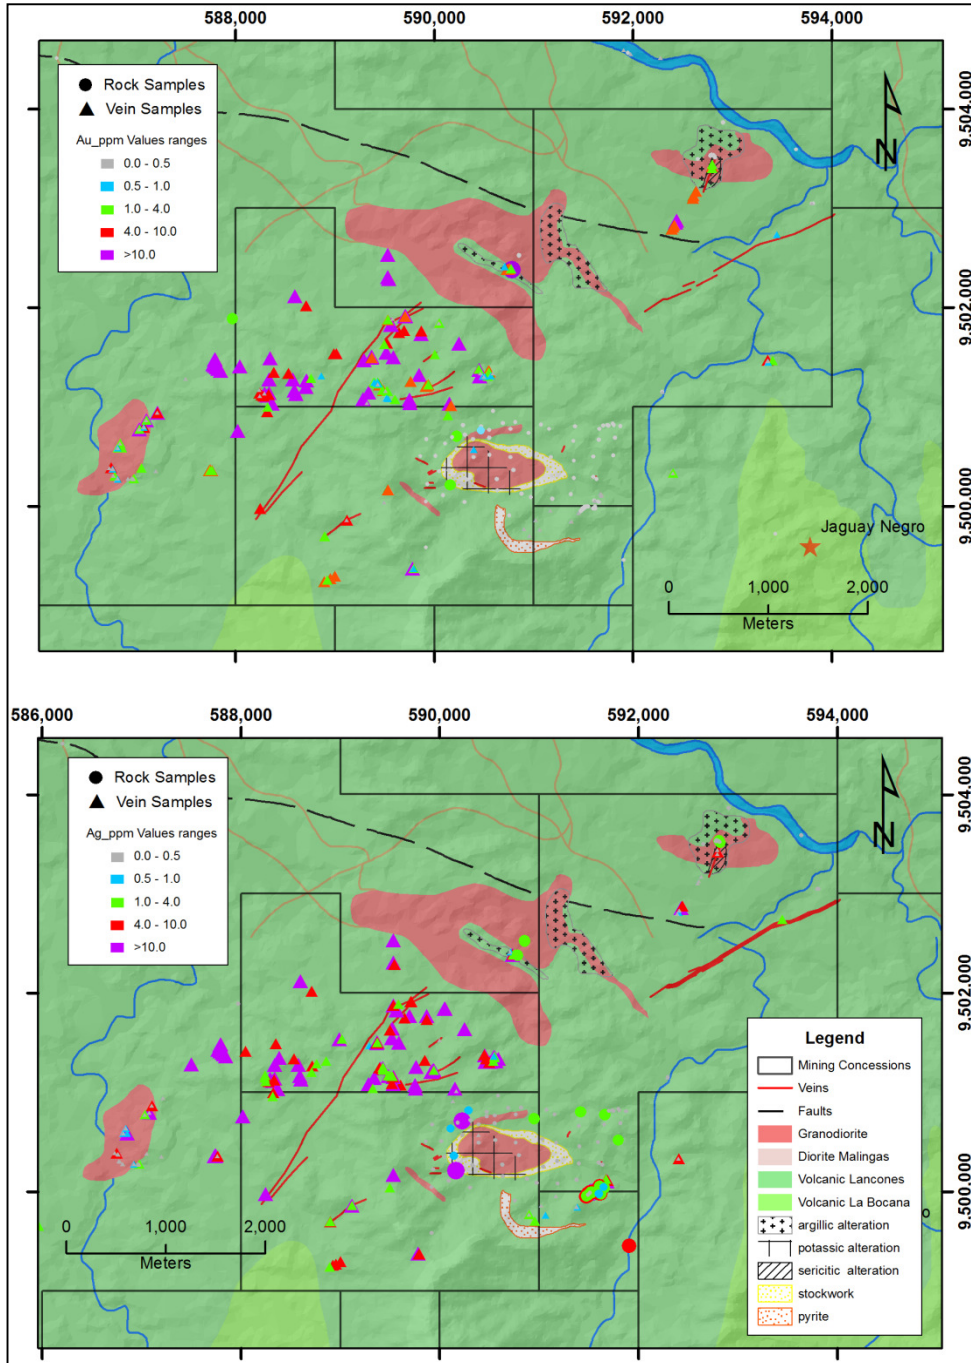 588,000 590,000 592,000 594,000
Rock Samples
Vein Samples
Au_ppm Values ranges
0.0 - 0.5
0.5 - 1.0
1.0 - 4.0
4.0 - 10.0
>10.0
N
9.504.000
9.502.000
9.500.000
Jaguay Negro
0 1,000 2,000
Meters
586,000 588,000 590,000 592,000 594,000
Rock Samples
Vein Samples
Ag_ppm Values ranges
0.0 - 0.5
0.5 - 1.0
1.0 - 4.0
4.0 - 10.0
>10.0
N
9.504.000
9.502.000
9.500.000
0 1,000 2,000
Meters
Legend
Mining Concessions
Veins
Faults
Granodiorite
Diorite Malingas
Volcanic Lancones
Volcanic La Bocana
argillic alteration
potassic alteration
sericitic alteration
stockwork
pyrite
o